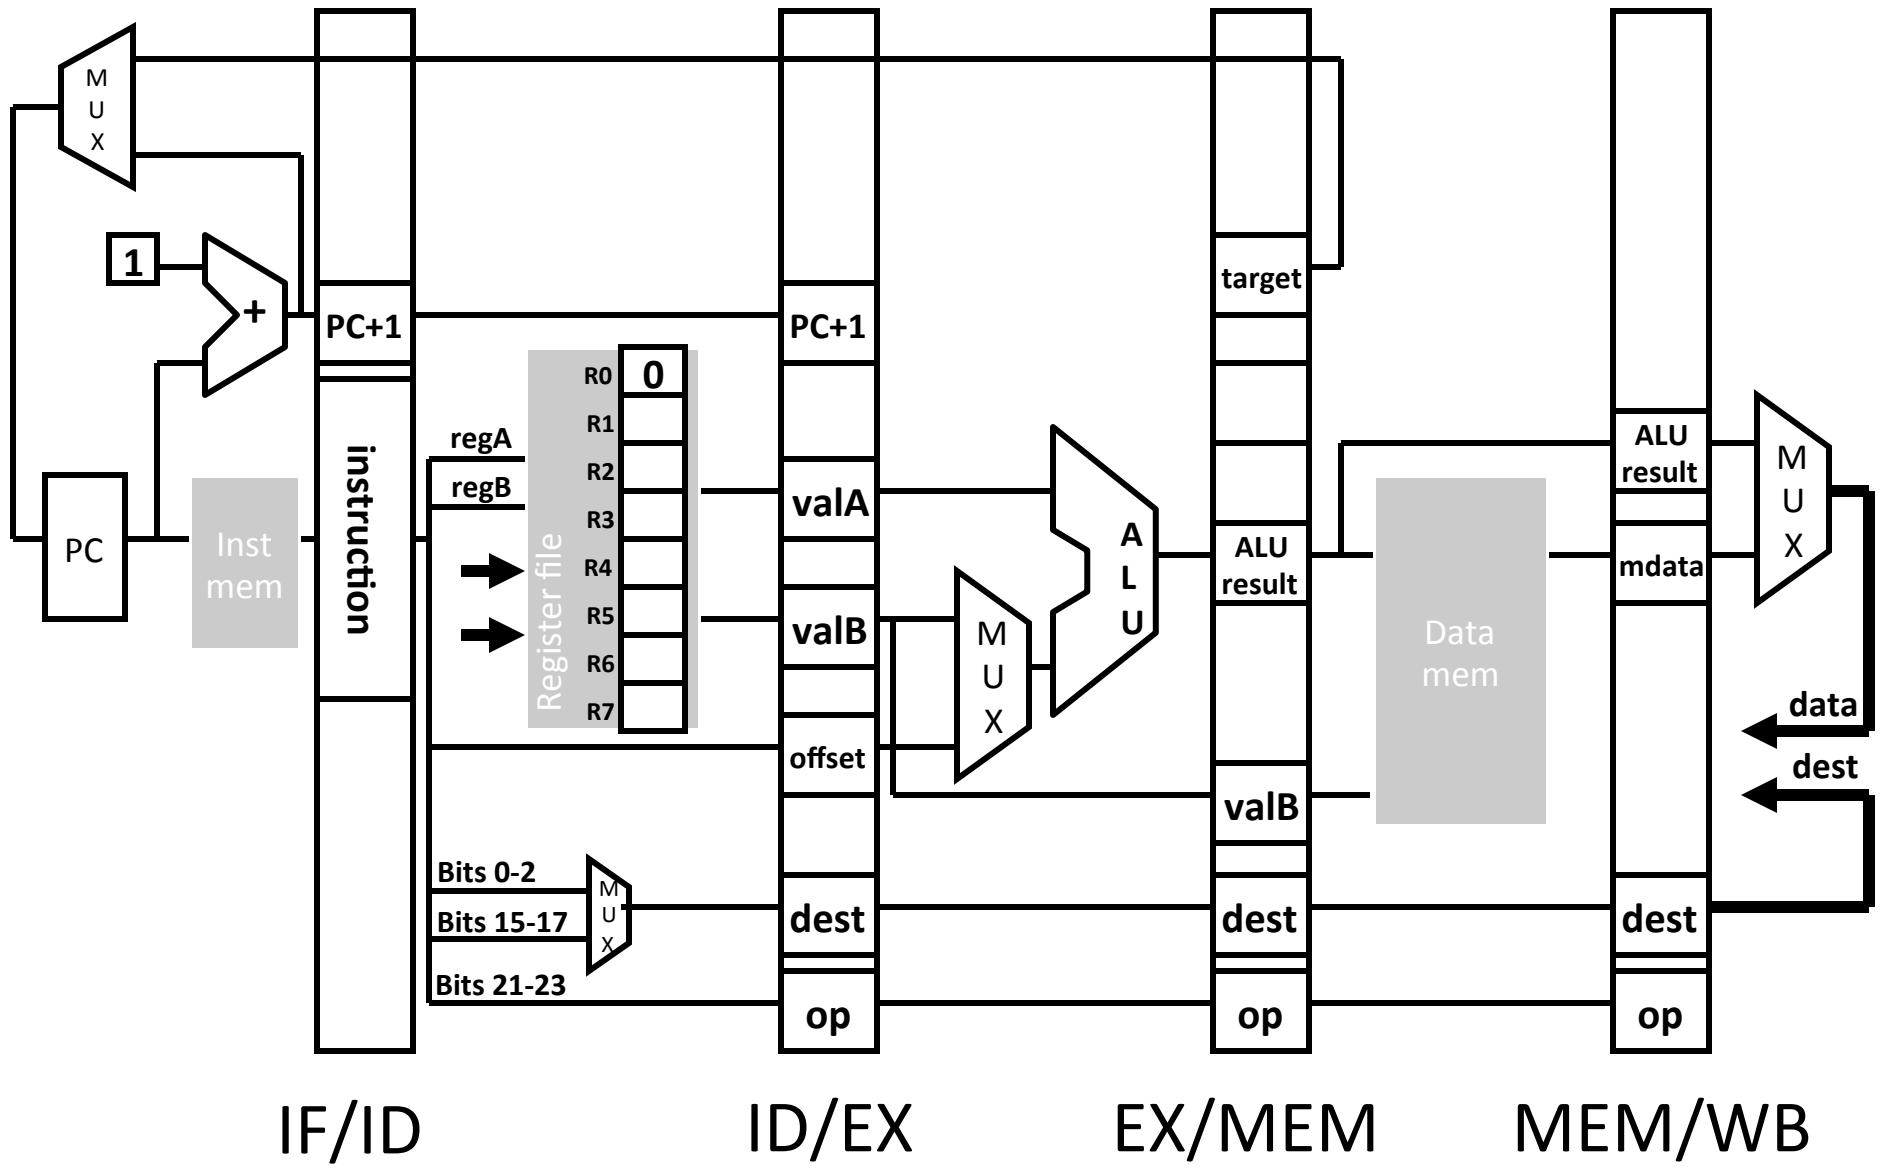 M
U
X
1
+
PC
Inst
mem
PC+1
instruction
regA
regB
Register file
R0 0
R1
R2
R3
R4
R5
R6
R7
Bits 0-2
Bits 15-17
Bits 21-23
M
U
X
PC+1
valA
valB
offset
dest
op
M
U
X
A
L
U
target
ALU
result
valB
dest
op
Data
mem
ALU
result
mdata
dest
op
M
U
X
data
dest
IF/ID
ID/EX
EX/MEM
MEM/WB